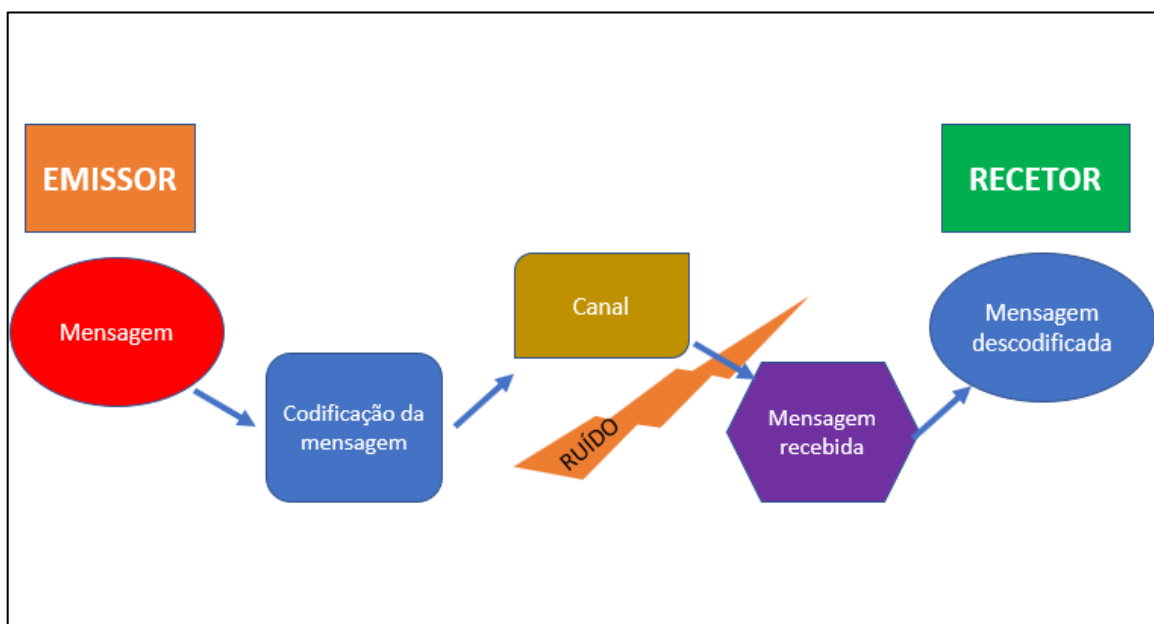 EMISSOR
RECETOR
Mensagem
Codificação da
mensagem
Canal
RUÍDO
Mensagem
recebida
Mensagem
descodificada